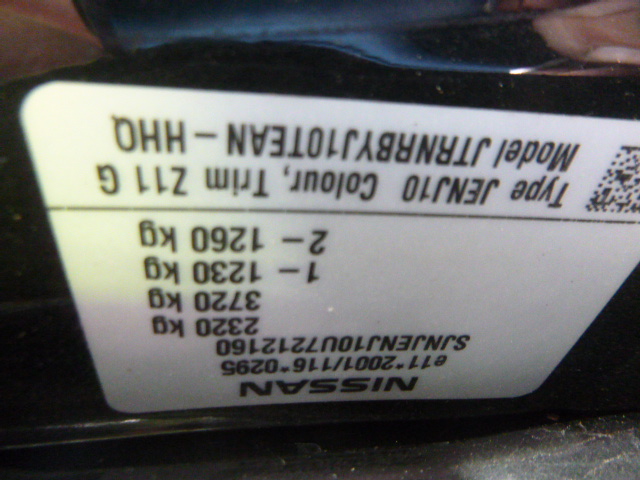 NISSAN
e11*2001/116*0295
SJNJENJ10U7212160
2320 kg
3720 kg
1 – 1230 kg
2 – 1260 kg
Type JENJ10 Colour, Trim Z11 G
Model JTRNRBYJ10TEAN – HHQ